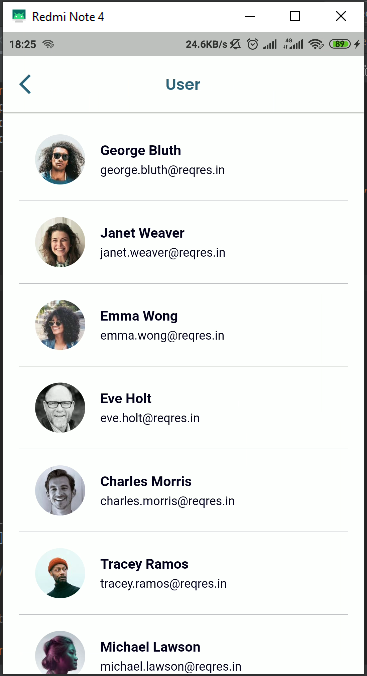 Redmi Note 4
18:25
24.6KB/s
4G
89
User
George Bluth
george.bluth@reqres.in
Janet Weaver
janet.weaver@reqres.in
Emma Wong
emma.wong@reqres.in
Eve Holt
eve.holt@reqres.in
Charles Morris
charles.morris@reqres.in
Tracey Ramos
tracey.ramos@reqres.in
Michael Lawson
michael.lawson@reqres.in